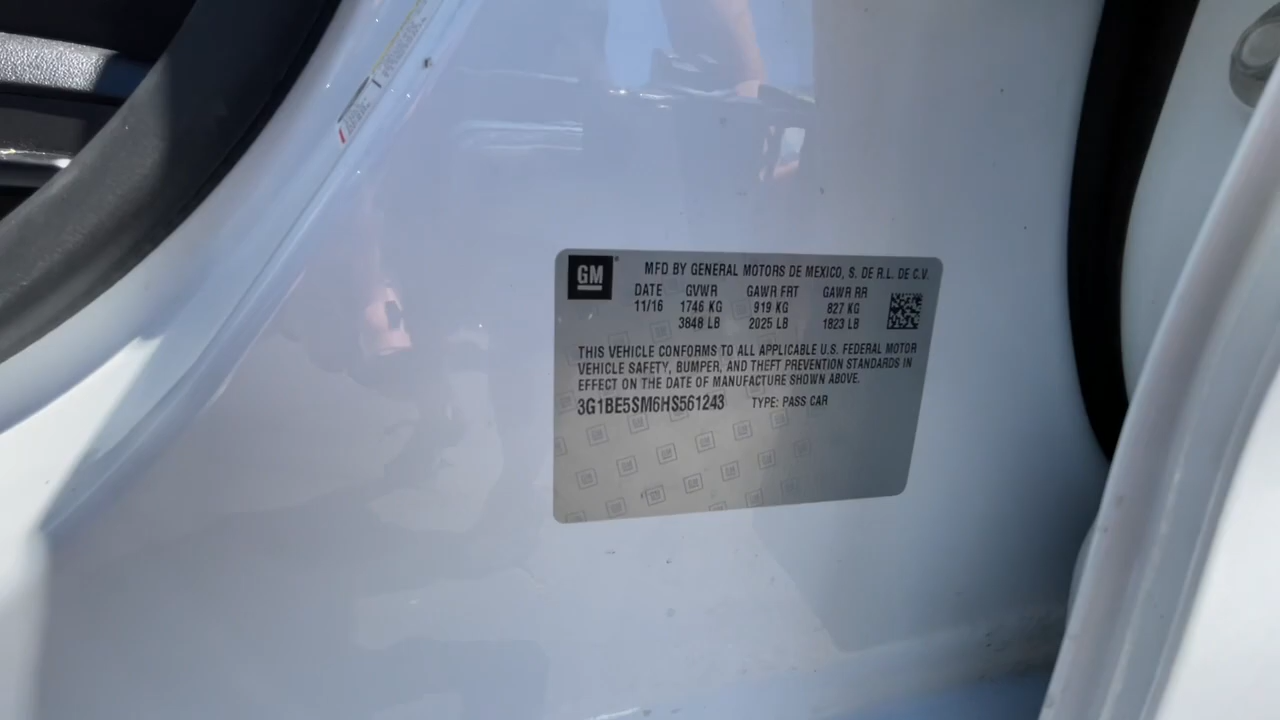 GM MFD BY GENERAL MOTORS DE MEXICO, S. DE R.L. DE C.V.
DATE GVWR GAWR FRT GAWR RR
11/16 1746 KG 919 KG 827 KG
3848 LB 2025 LB 1823 LB
THIS VEHICLE CONFORMS TO ALL APPLICABLE U.S. FEDERAL MOTOR
VEHICLE SAFETY, BUMPER, AND THEFT PREVENTION STANDARDS IN
EFFECT ON THE DATE OF MANUFACTURE SHOWN ABOVE.
3G1BE5SM6HS561243 TYPE: PASS CAR